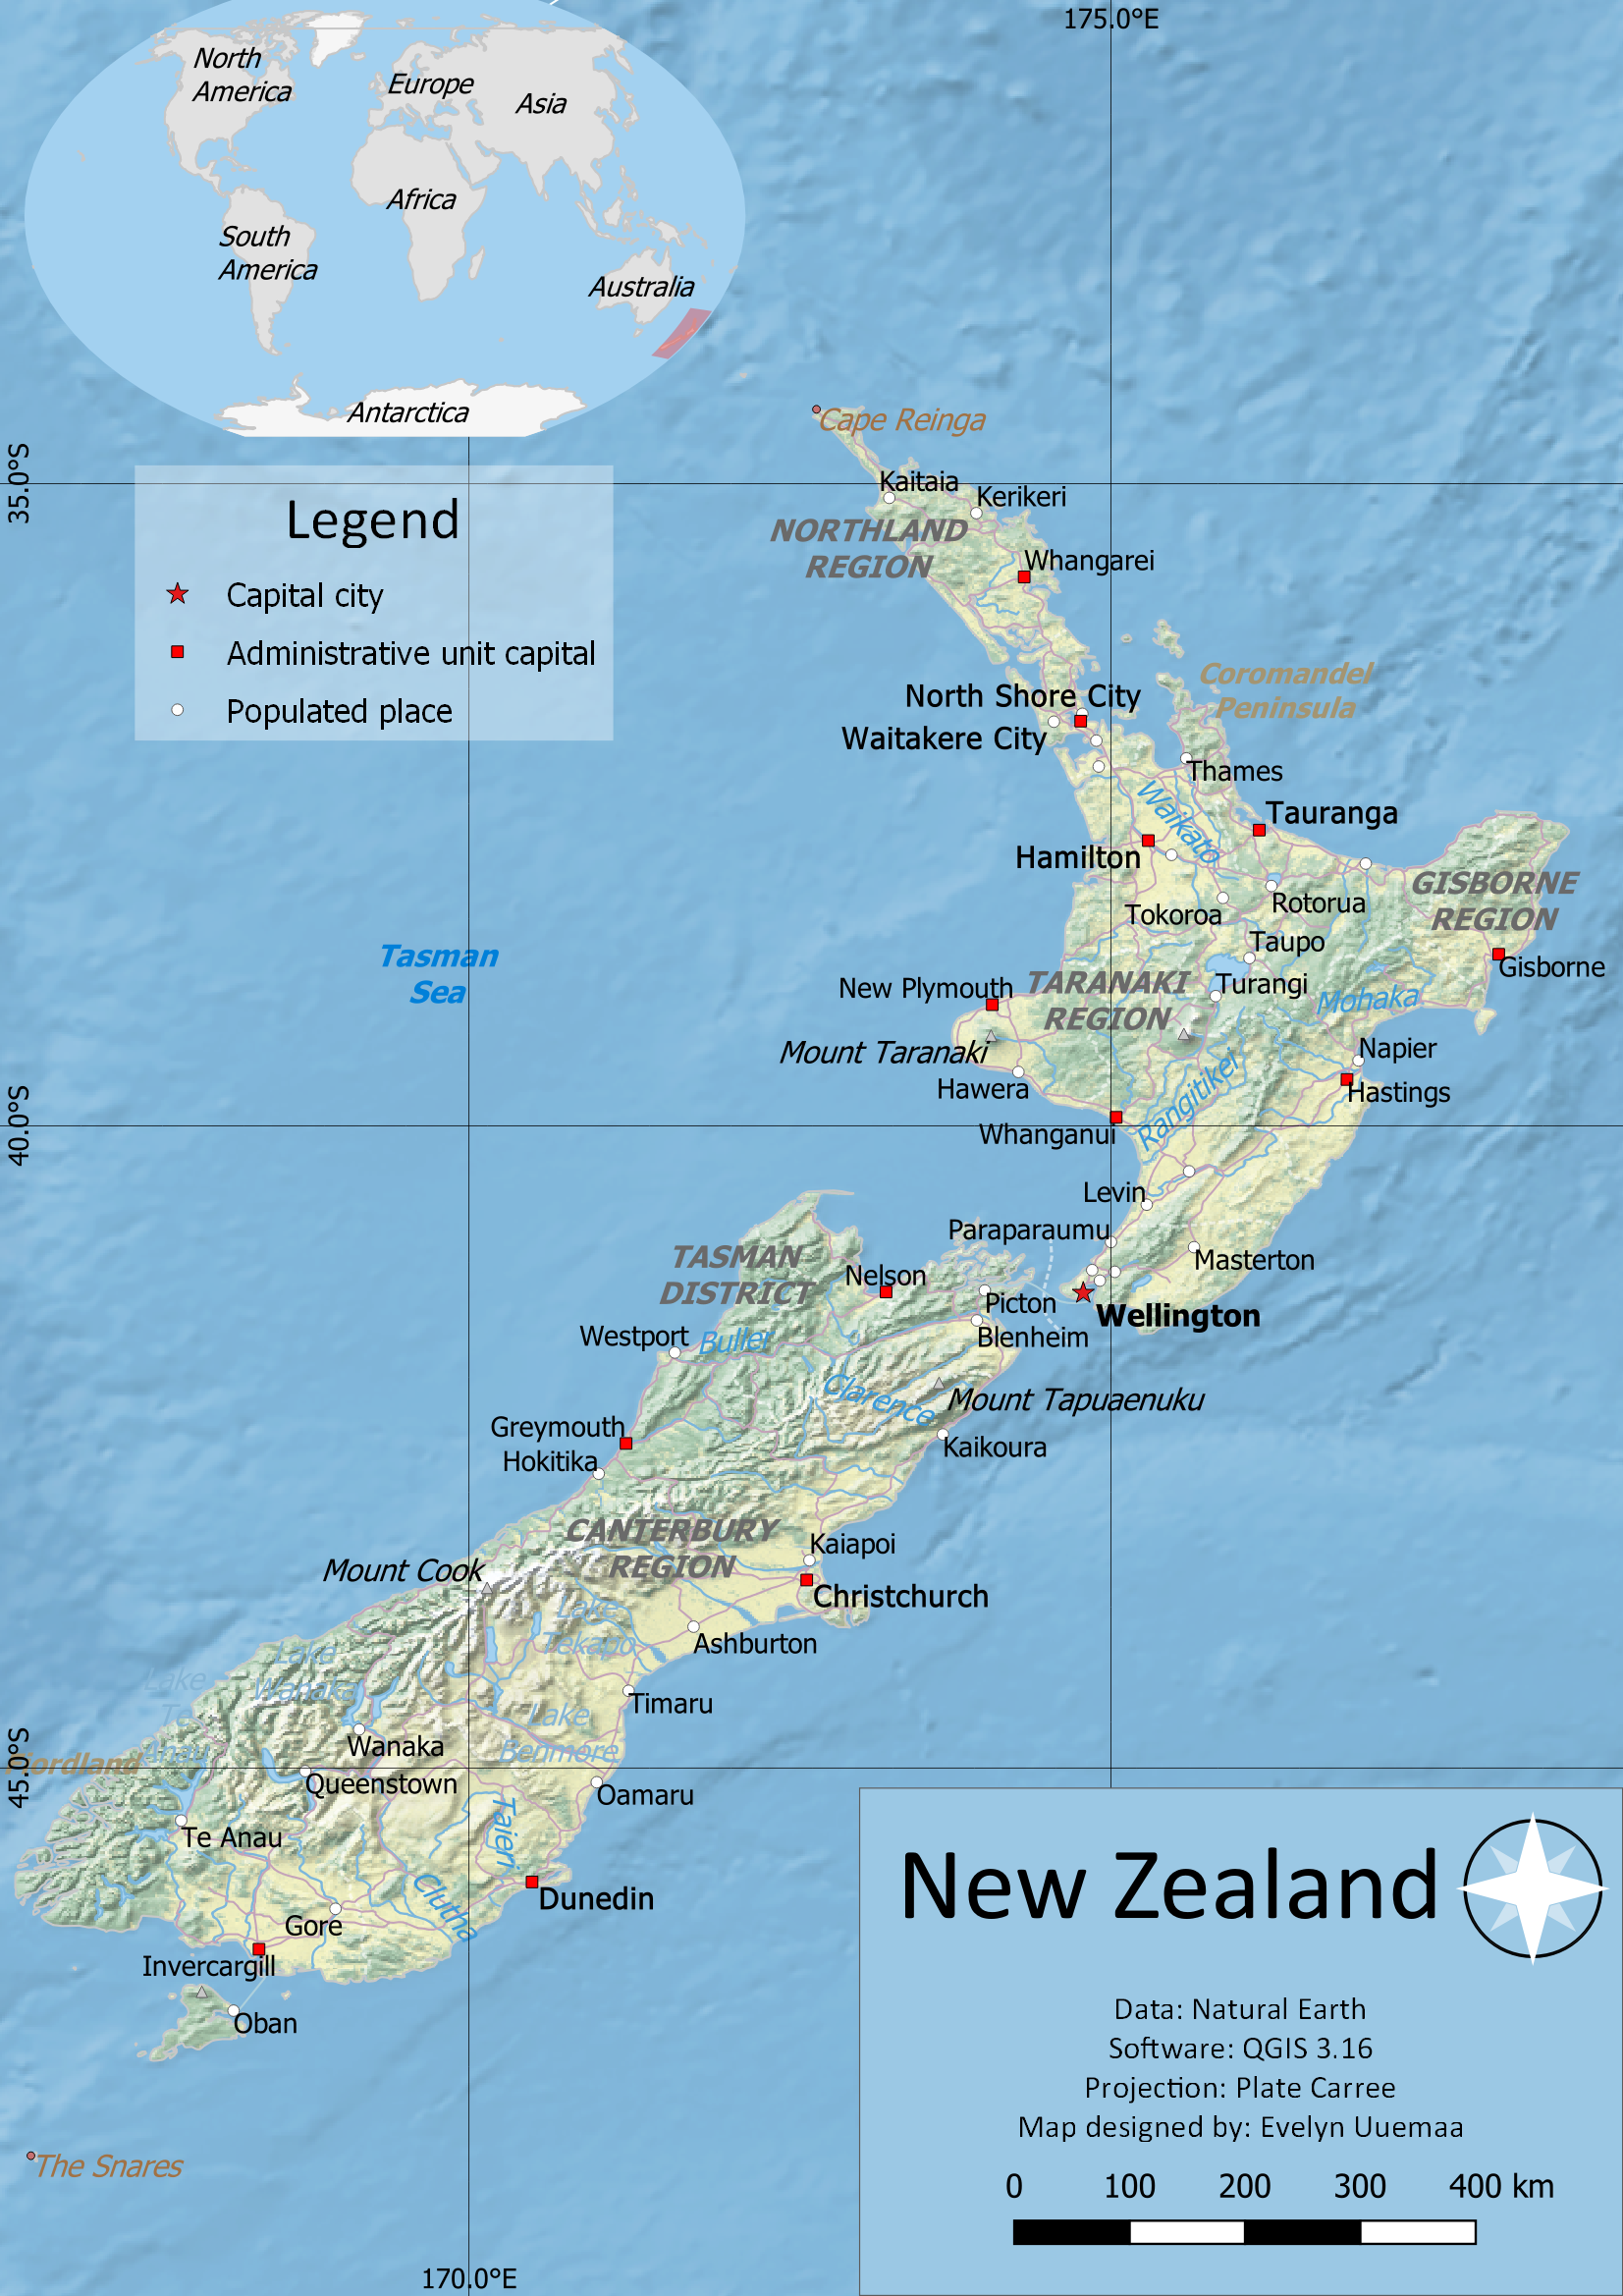 175.0°E
North
America
Europe
Asia
Africa
South
America
Australia
Antarctica
35.0°S
Legend
Capital city
Administrative unit capital
Populated place
Cape Reinga
Kaitaia
Kerikeri
NORTHLAND
REGION
Whangarei
Coromandel
Peninsula
North Shore City
Waitakere City
Thames
Waikato
Tauranga
Hamilton
GISBORNE
REGION
Rotorua
Tokoroa
Taupo
Tasman
Sea
Gisborne
New Plymouth
TARANAKI
REGION
Turangi
Mohaka
Mount Taranaki
Napier
Hawera
Rangitikei
Hastings
40.0°S
Whanganui
Levin
Paraparaumu
TASMAN
DISTRICT
Masterton
Nelson
Picton
Wellington
Westport
Buller
Blenheim
Clarence
Mount Tapuaenuku
Greymouth
Kaikoura
Hokitika
CANTERBURY
REGION
Kaiapoi
Mount Cook
Christchurch
Lake
Tekapo
Ashburton
Lake
Wanaka
Lake
Te
Anau
Timaru
Lake
Benmore
Wanaka
45.0°S
Fiordland
Queenstown
Oamaru
Te Anau
Taieri
Clutha
Dunedin
Gore
Invercargill
Oban
The Snares
170.0°E
New Zealand
Data: Natural Earth
Software: QGIS 3.16
Projection: Plate Carree
Map designed by: Evelyn Uuemaa
0 100 200 300 400 km